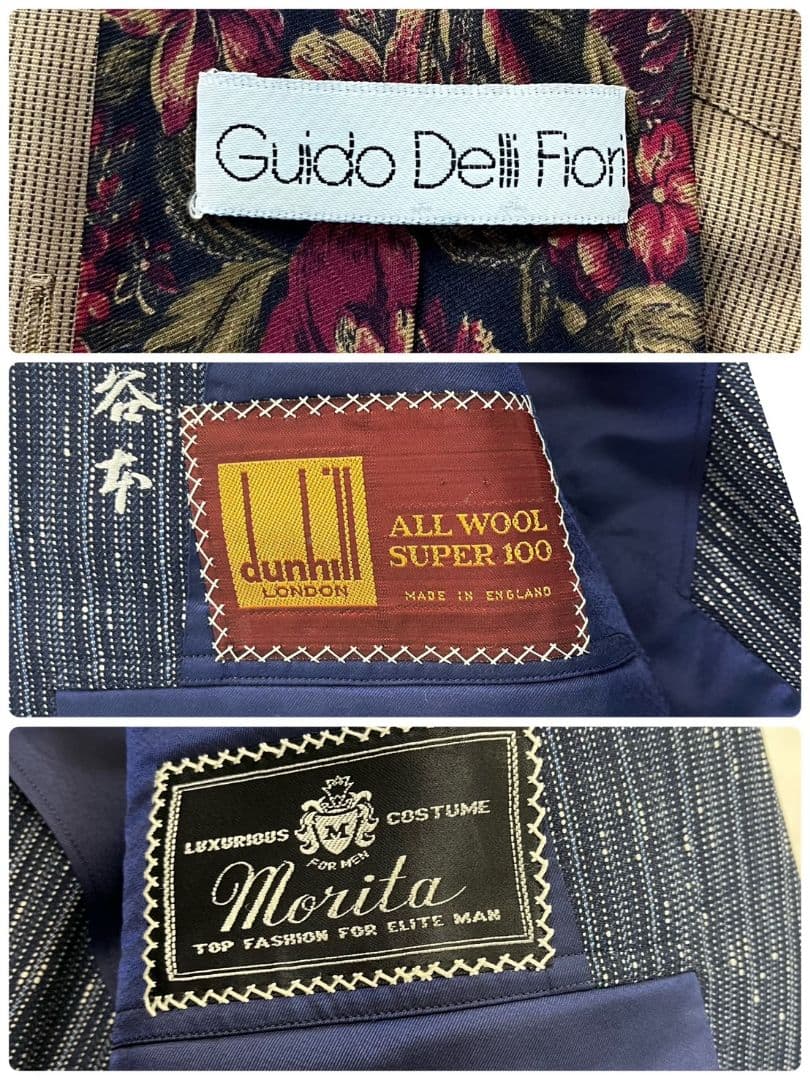 Guido Delli Fiori
谷本
dunhill
LONDON
ALL WOOL
SUPER 100
MADE IN ENGLAND
LUXURIOUS
M
COSTUME
FOR MEN
Morita
TOP FASHION FOR ELITE MAN